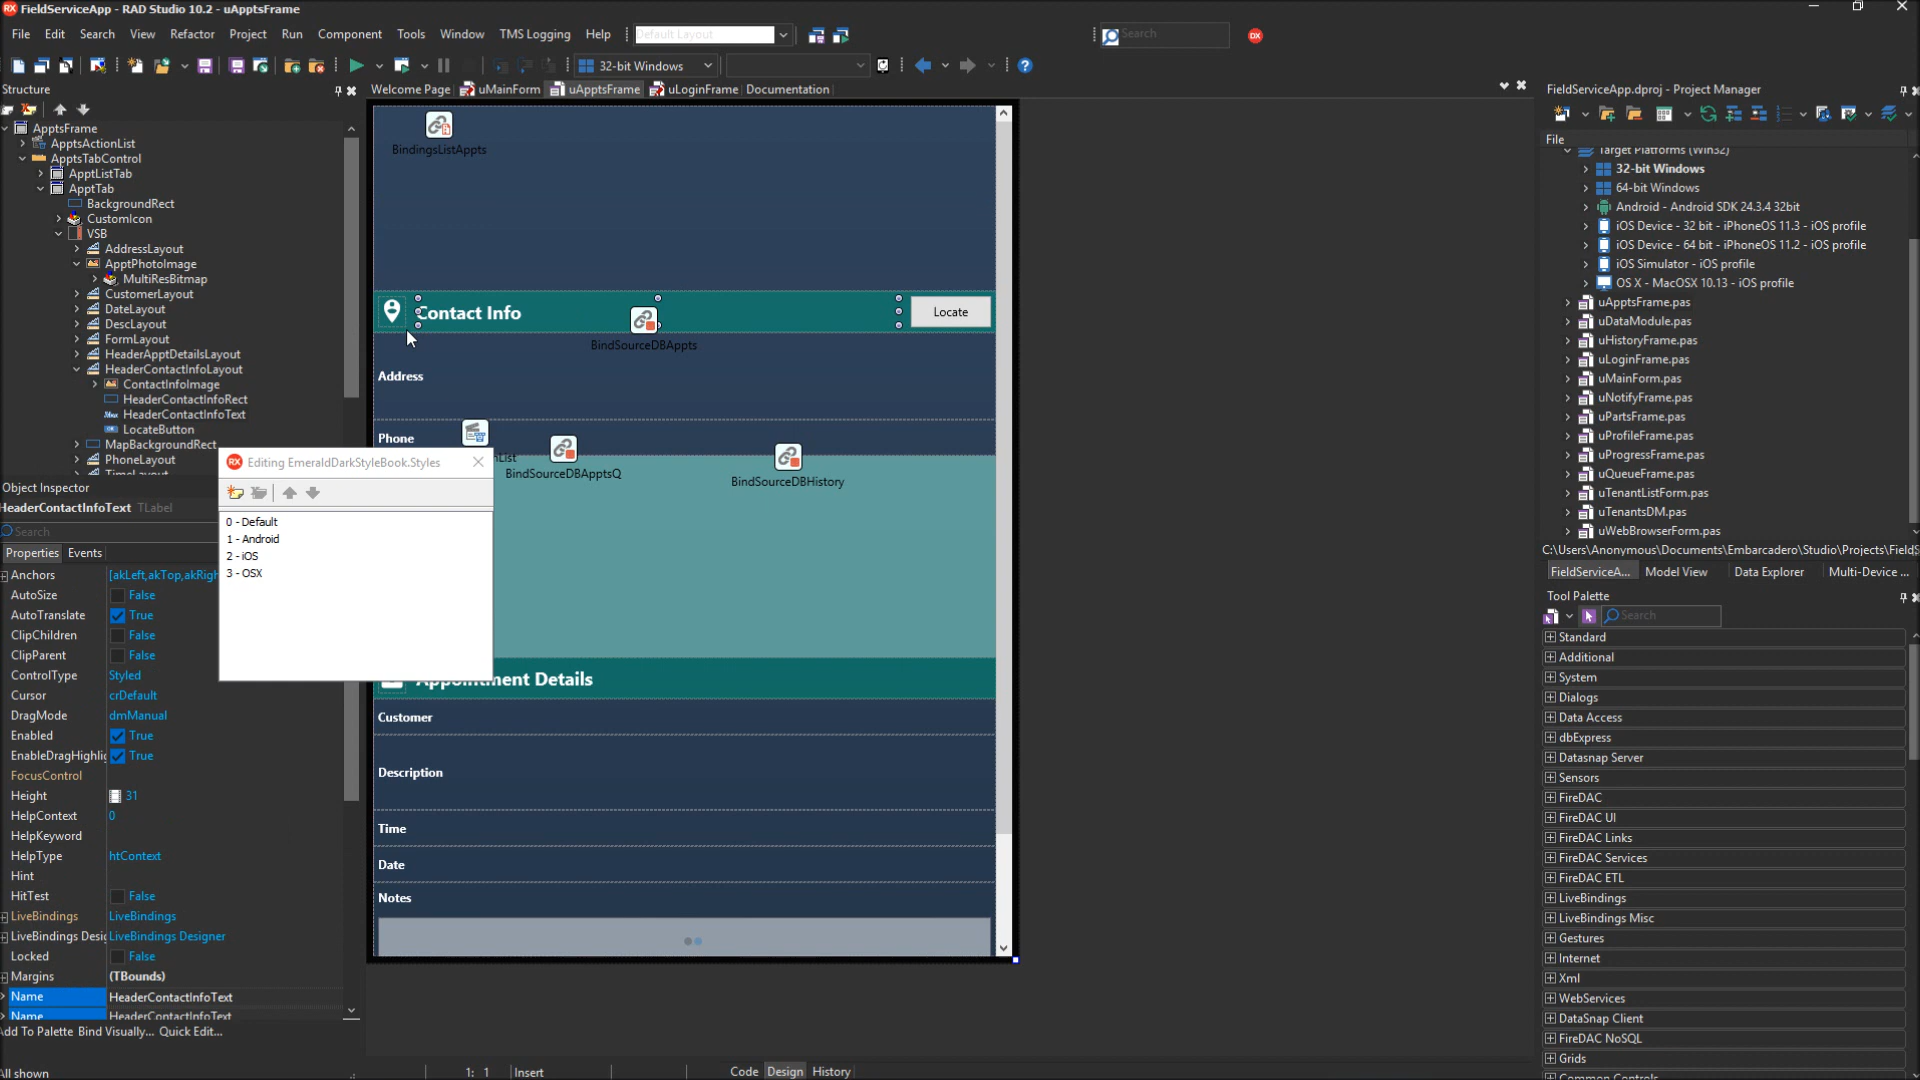 FieldServiceApp - RAD Studio 10.2 - uApptsFrame
File Edit Search View Refactor Project Run Component Tools Window TMS Logging Help Default Layout Search
32-bit Windows
Structure
Welcome Page uMainForm uApptsFrame uLoginFrame Documentation
ApptsFrame
ApptsActionList
ApptsTabControl
ApptListTab
ApptTab
BackgroundRect
CustomIcon
VSB
AddressLayout
ApptPhotoImage
MultiResBitmap
CustomerLayout
DateLayout
DescLayout
FormLayout
HeaderApptDetailsLayout
HeaderContactInfoLayout
ContactInfoImage
HeaderContactInfoRect
HeaderContactInfoText
LocateButton
MapBackgroundRect
PhoneLayout
Object Inspector
HeaderContactInfoText TLabel
Search
Properties Events
Anchors [akLeft,akTop,akRigh
AutoSize False
AutoTranslate True
ClipChildren False
ClipParent False
ControlType Styled
Cursor crDefault
DragMode dmManual
Enabled True
EnableDragHighlig True
FocusControl
Height 31
HelpContext 0
HelpKeyword
HelpType htContext
Hint
HitTest False
LiveBindings LiveBindings
LiveBindings Desig LiveBindings Designer
Locked False
Margins (TBounds)
Name HeaderContactInfoText
Name HeaderContactInfoText
Add To Palette Bind Visually... Quick Edit...
All shown
Editing EmeraldDarkStyleBook.Styles
0 - Default
1 - Android
2 - iOS
3 - OSX
BindingsListAppts
Contact Info
Locate
BindSourceDBAppts
Address
Phone
BindSourceDBApptsQ
BindSourceDBHistory
Appointment Details
Customer
Description
Time
Date
Notes
1: 1 Insert
Code Design History
FieldServiceApp.dproj - Project Manager
File
Target Platforms (Win32)
32-bit Windows
64-bit Windows
Android - Android SDK 24.3.4 32bit
iOS Device - 32 bit - iPhoneOS 11.3 - iOS profile
iOS Device - 64 bit - iPhoneOS 11.2 - iOS profile
iOS Simulator - iOS profile
OS X - MacOSX 10.13 - iOS profile
uApptsFrame.pas
uDataModule.pas
uHistoryFrame.pas
uLoginFrame.pas
uMainForm.pas
uNotifyFrame.pas
uPartsFrame.pas
uProfileFrame.pas
uProgressFrame.pas
uQueueFrame.pas
uTenantListForm.pas
uTenantsDM.pas
uWebBrowserForm.pas
C:\Users\Anonymous\Documents\Embarcadero\Studio\Projects\FieldS
FieldServiceA... Model View Data Explorer Multi-Device ...
Tool Palette
Search
Standard
Additional
System
Dialogs
Data Access
dbExpress
Datasnap Server
Sensors
FireDAC
FireDAC UI
FireDAC Links
FireDAC Services
FireDAC ETL
LiveBindings
LiveBindings Misc
Gestures
Internet
Xml
WebServices
DataSnap Client
FireDAC NoSQL
Grids
Common Controls